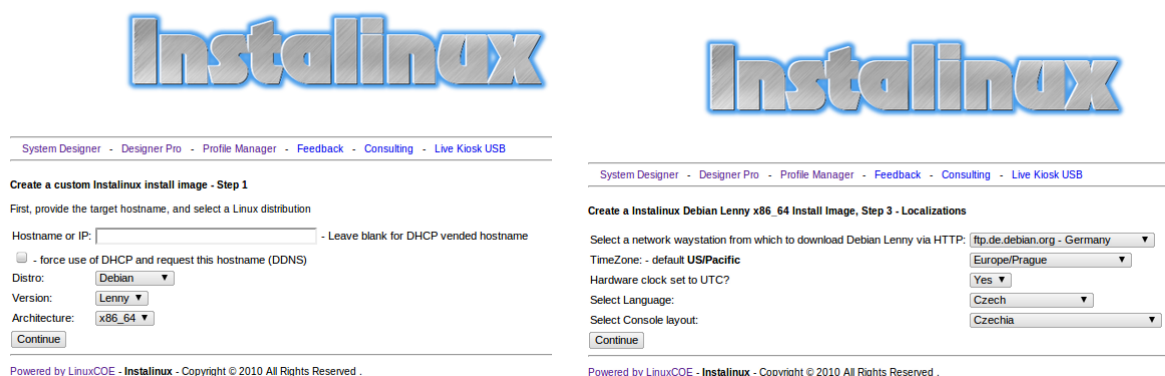 Instalinux
System Designer - Designer Pro - Profile Manager - Feedback - Consulting - Live Kiosk USB
Create a custom Instalinux install image - Step 1
First, provide the target hostname, and select a Linux distribution
Hostname or IP: - Leave blank for DHCP vended hostname
- force use of DHCP and request this hostname (DDNS)
Distro: Debian
Version: Lenny
Architecture: x86_64
Continue
Powered by LinuxCOE - Instalinux - Copyright © 2010 All Rights Reserved .
Instalinux
System Designer - Designer Pro - Profile Manager - Feedback - Consulting - Live Kiosk USB
Create a Instalinux Debian Lenny x86_64 Install Image, Step 3 - Localizations
Select a network waystation from which to download Debian Lenny via HTTP: ftp.de.debian.org - Germany
TimeZone: - default US/Pacific Europe/Prague
Hardware clock set to UTC? Yes
Select Language: Czech
Select Console layout: Czechia
Continue
Powered by LinuxCOE - Instalinux - Copyright © 2010 All Rights Reserved .